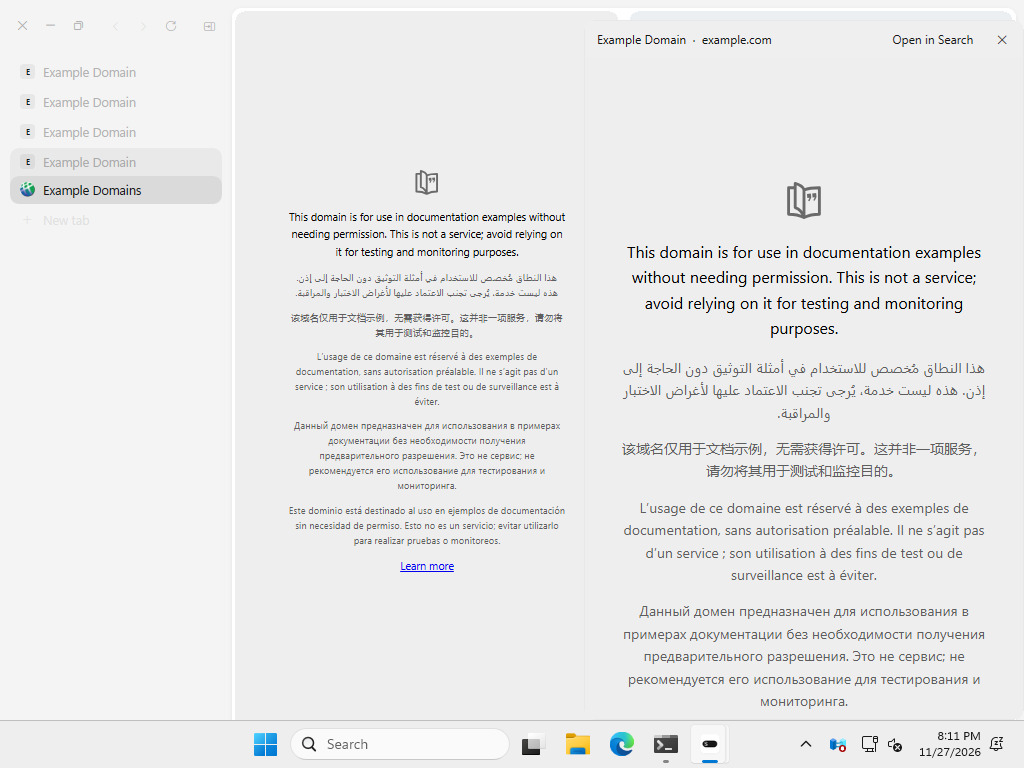 E Example Domain
E Example Domain
E Example Domain
E Example Domain
Example Domains
+ New tab
This domain is for use in documentation examples without
needing permission. This is not a service; avoid relying on
it for testing and monitoring purposes.
هذا النطاق مُخصص للاستخدام في أمثلة التوثيق دون الحاجة إلى إذن.
هذه ليست خدمة، يُرجى تجنب الاعتماد عليها لأغراض الاختبار والمراقبة.
该域名仅用于文档示例，无需获得许可。这并非一项服务，请勿将
其用于测试和监控目的。
L'usage de ce domaine est réservé à des exemples de
documentation, sans autorisation préalable. Il ne s'agit pas d'un
service ; son utilisation à des fins de test ou de surveillance est à
éviter.
Данный домен предназначен для использования в примерах
документации без необходимости получения
предварительного разрешения. Это не сервис; не
рекомендуется его использование для тестирования и
мониторинга.
Este dominio está destinado al uso en ejemplos de documentación
sin necesidad de permiso. Esto no es un servicio; evitar utilizarlo
para realizar pruebas o monitoreos.
Learn more
Example Domain · example.com Open in Search
This domain is for use in documentation examples
without needing permission. This is not a service;
avoid relying on it for testing and monitoring
purposes.
هذا النطاق مُخصص للاستخدام في أمثلة التوثيق دون الحاجة إلى
إذن. هذه ليست خدمة، يُرجى تجنب الاعتماد عليها لأغراض الاختبار
والمراقبة.
该域名仅用于文档示例，无需获得许可。这并非一项服务，
请勿将其用于测试和监控目的。
L'usage de ce domaine est réservé à des exemples de
documentation, sans autorisation préalable. Il ne s'agit pas
d'un service ; son utilisation à des fins de test ou de
surveillance est à éviter.
Данный домен предназначен для использования в
примерах документации без необходимости получения
предварительного разрешения. Это не сервис; не
рекомендуется его использование для тестирования и
мониторинга.
Search
8:11 PM
11/27/2026